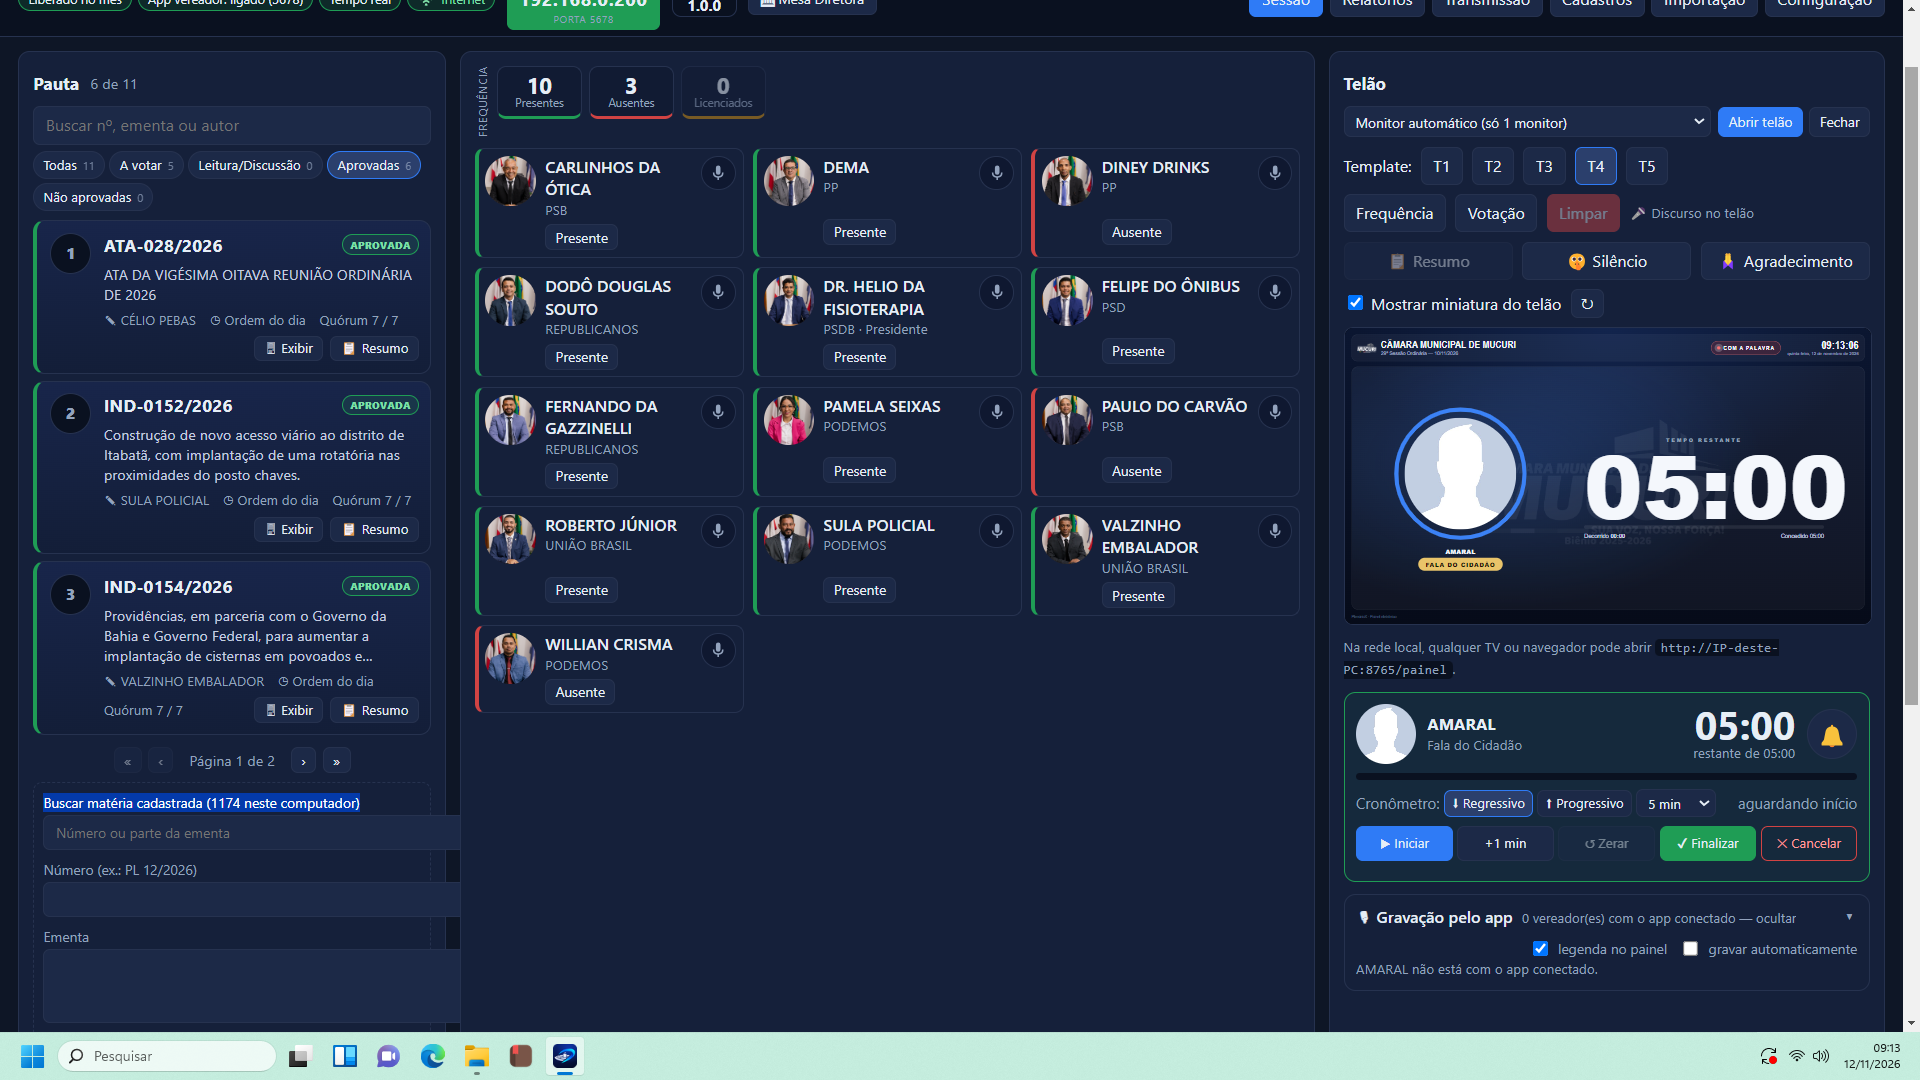 Liberado no mês
App vereador: ligado (5678)
Tempo real
Internet
192.168.0.200
PORTA 5678
1.0.0
Mesa Diretora
Sessão
Relatórios
Transmissão
Cadastros
Importação
Configuração
Pauta 6 de 11
Buscar nº, ementa ou autor
Todas 11
A votar 5
Leitura/Discussão 0
Aprovadas 6
Não aprovadas 0
1
ATA-028/2026
APROVADA
ATA DA VIGÉSIMA OITAVA REUNIÃO ORDINÁRIA
DE 2026
CÉLIO PEBAS
Ordem do dia
Quórum 7 / 7
Exibir
Resumo
2
IND-0152/2026
APROVADA
Construção de novo acesso viário ao distrito de
Itabatã, com implantação de uma rotatória nas
proximidades do posto chaves.
SULA POLICIAL
Ordem do dia
Quórum 7 / 7
Exibir
Resumo
3
IND-0154/2026
APROVADA
Providências, em parceria com o Governo da
Bahia e Governo Federal, para aumentar a
implantação de cisternas em povoados e...
VALZINHO EMBALADOR
Ordem do dia
Quórum 7 / 7
Exibir
Resumo
«
‹
Página 1 de 2
›
»
Buscar matéria cadastrada (1174 neste computador)
Número ou parte da ementa
Número (ex.: PL 12/2026)
Ementa
FREQUÊNCIA
10
Presentes
3
Ausentes
0
Licenciados
CARLINHOS DA
ÓTICA
PSB
Presente
DEMA
PP
Presente
DINEY DRINKS
PP
Ausente
DODÔ DOUGLAS
SOUTO
REPUBLICANOS
Presente
DR. HELIO DA
FISIOTERAPIA
PSDB · Presidente
Presente
FELIPE DO ÔNIBUS
PSD
Presente
FERNANDO DA
GAZZINELLI
REPUBLICANOS
Presente
PAMELA SEIXAS
PODEMOS
Presente
PAULO DO CARVÃO
PSB
Ausente
ROBERTO JÚNIOR
UNIÃO BRASIL
Presente
SULA POLICIAL
PODEMOS
Presente
VALZINHO
EMBALADOR
UNIÃO BRASIL
Presente
WILLIAN CRISMA
PODEMOS
Ausente
Telão
Monitor automático (só 1 monitor)
Abrir telão
Fechar
Template:
T1
T2
T3
T4
T5
Frequência
Votação
Limpar
Discurso no telão
Resumo
Silêncio
Agradecimento
Mostrar miniatura do telão
↻
MUCURI
CÂMARA MUNICIPAL DE MUCURI
COM A PALAVRA
09:13:06
TEMPO RESTANTE
05:00
Decorrido 00:00
Concedido 05:00
AMARAL
FALA DO CIDADÃO
Na rede local, qualquer TV ou navegador pode abrir http://IP-deste-
PC:8765/painel .
AMARAL
Fala do Cidadão
05:00
restante de 05:00
Cronômetro:
⬇ Regressivo
⬆ Progressivo
5 min
aguardando início
▶ Iniciar
+1 min
↺ Zerar
✓ Finalizar
✕ Cancelar
Gravação pelo app 0 vereador(es) com o app conectado — ocultar
▼
legenda no painel
gravar automaticamente
AMARAL não está com o app conectado.
Pesquisar
09:13
12/11/2026